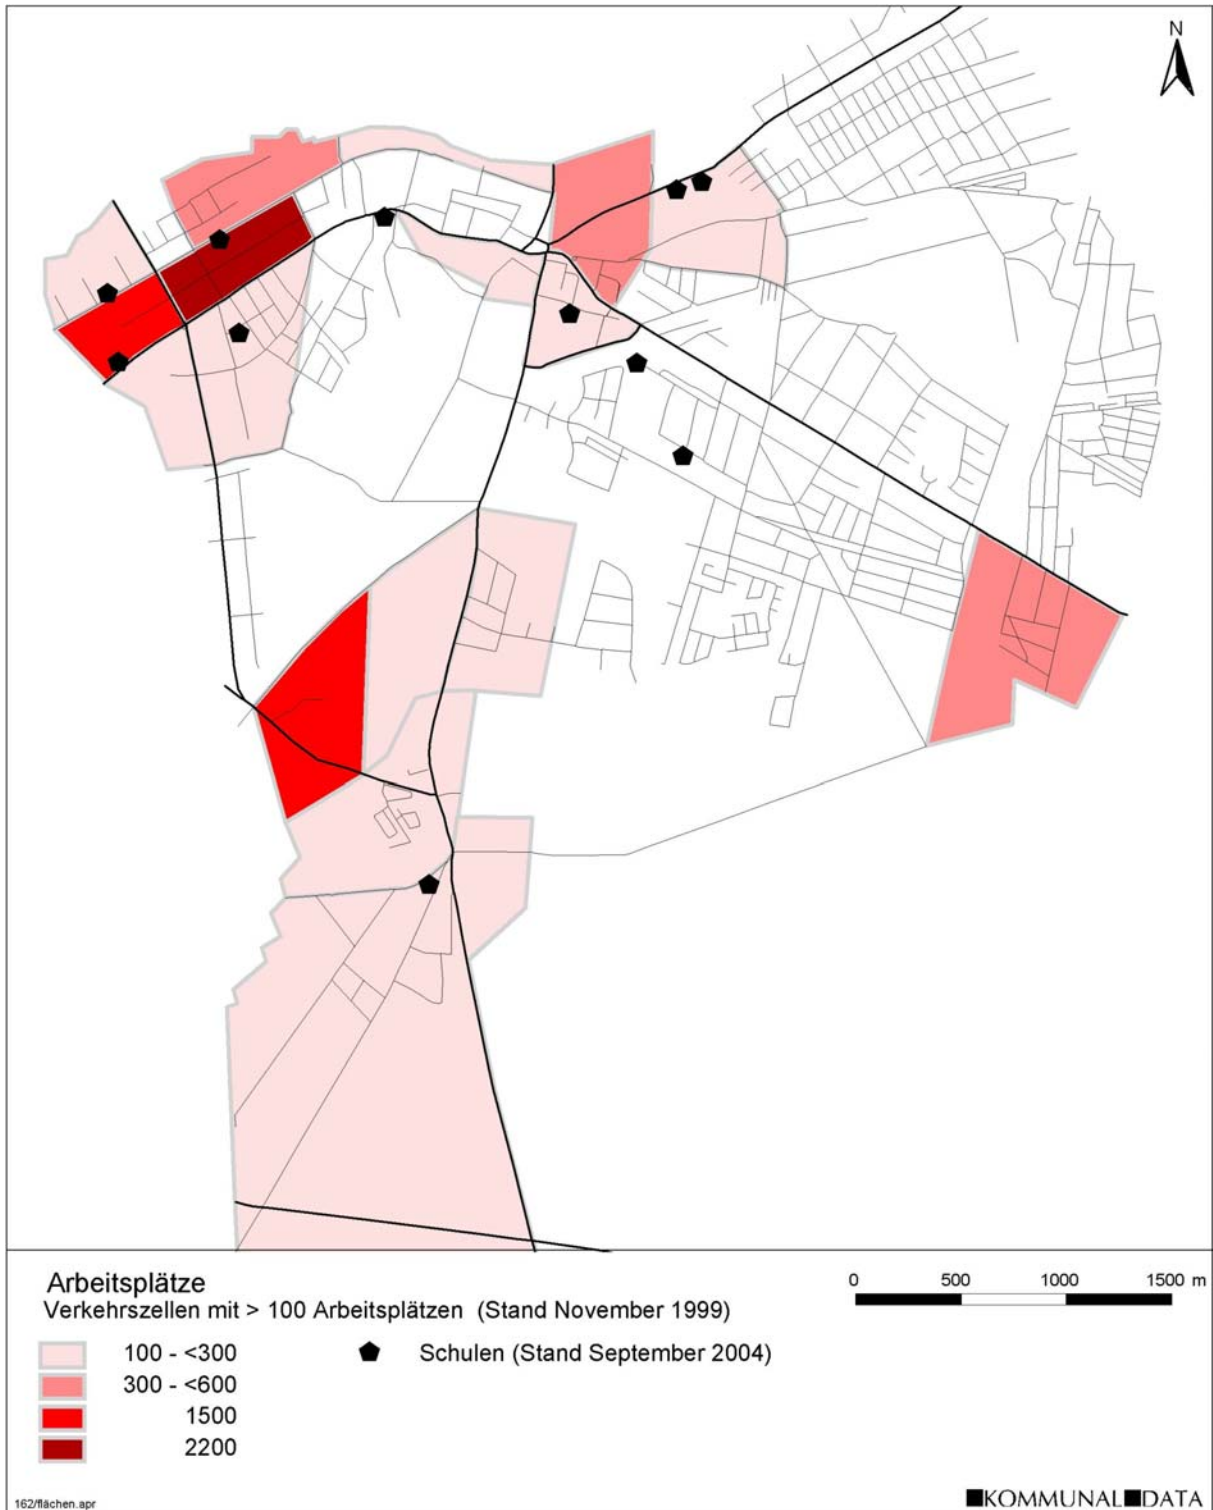 N
Arbeitsplätze
Verkehrszellen mit > 100 Arbeitsplätzen (Stand November 1999)
0 500 1000 1500 m
100 - <300
Schulen (Stand September 2004)
300 - <600
1500
2200
162/flächen.apr
KOMMUNAL DATA